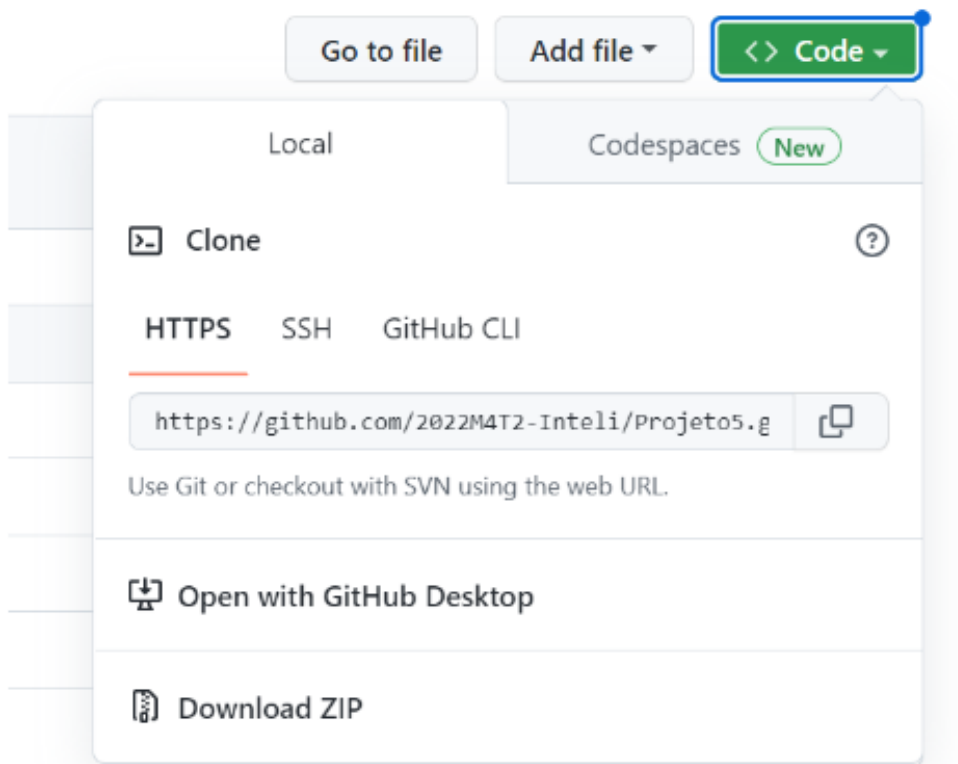 Go to file Add file <> Code
Local Codespaces New
Clone
HTTPS SSH GitHub CLI
https://github.com/2022M4T2-Inteli/Projeto5.g
Use Git or checkout with SVN using the web URL.
Open with GitHub Desktop
Download ZIP